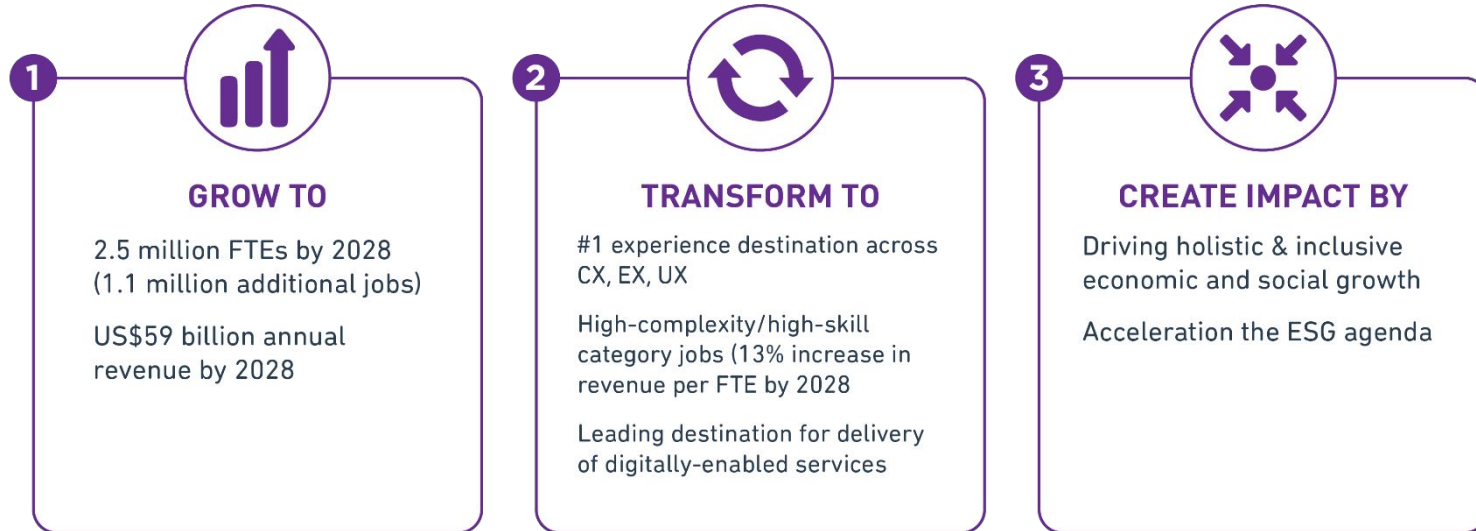 1
GROW TO
2.5 million FTEs by 2028
(1.1 million additional jobs)
US$59 billion annual
revenue by 2028
2
TRANSFORM TO
#1 experience destination across
CX, EX, UX
High-complexity/high-skill
category jobs (13% increase in
revenue per FTE by 2028
Leading destination for delivery
of digitally-enabled services
3
CREATE IMPACT BY
Driving holistic & inclusive
economic and social growth
Acceleration the ESG agenda